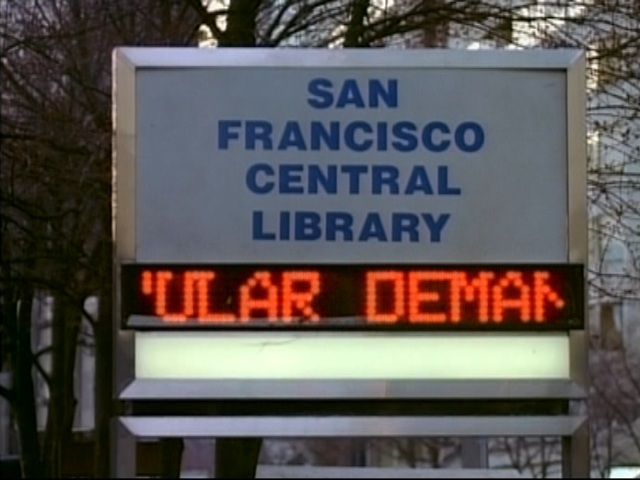 SAN
FRANCISCO
CENTRAL
LIBRARY
ULAR DEMAN